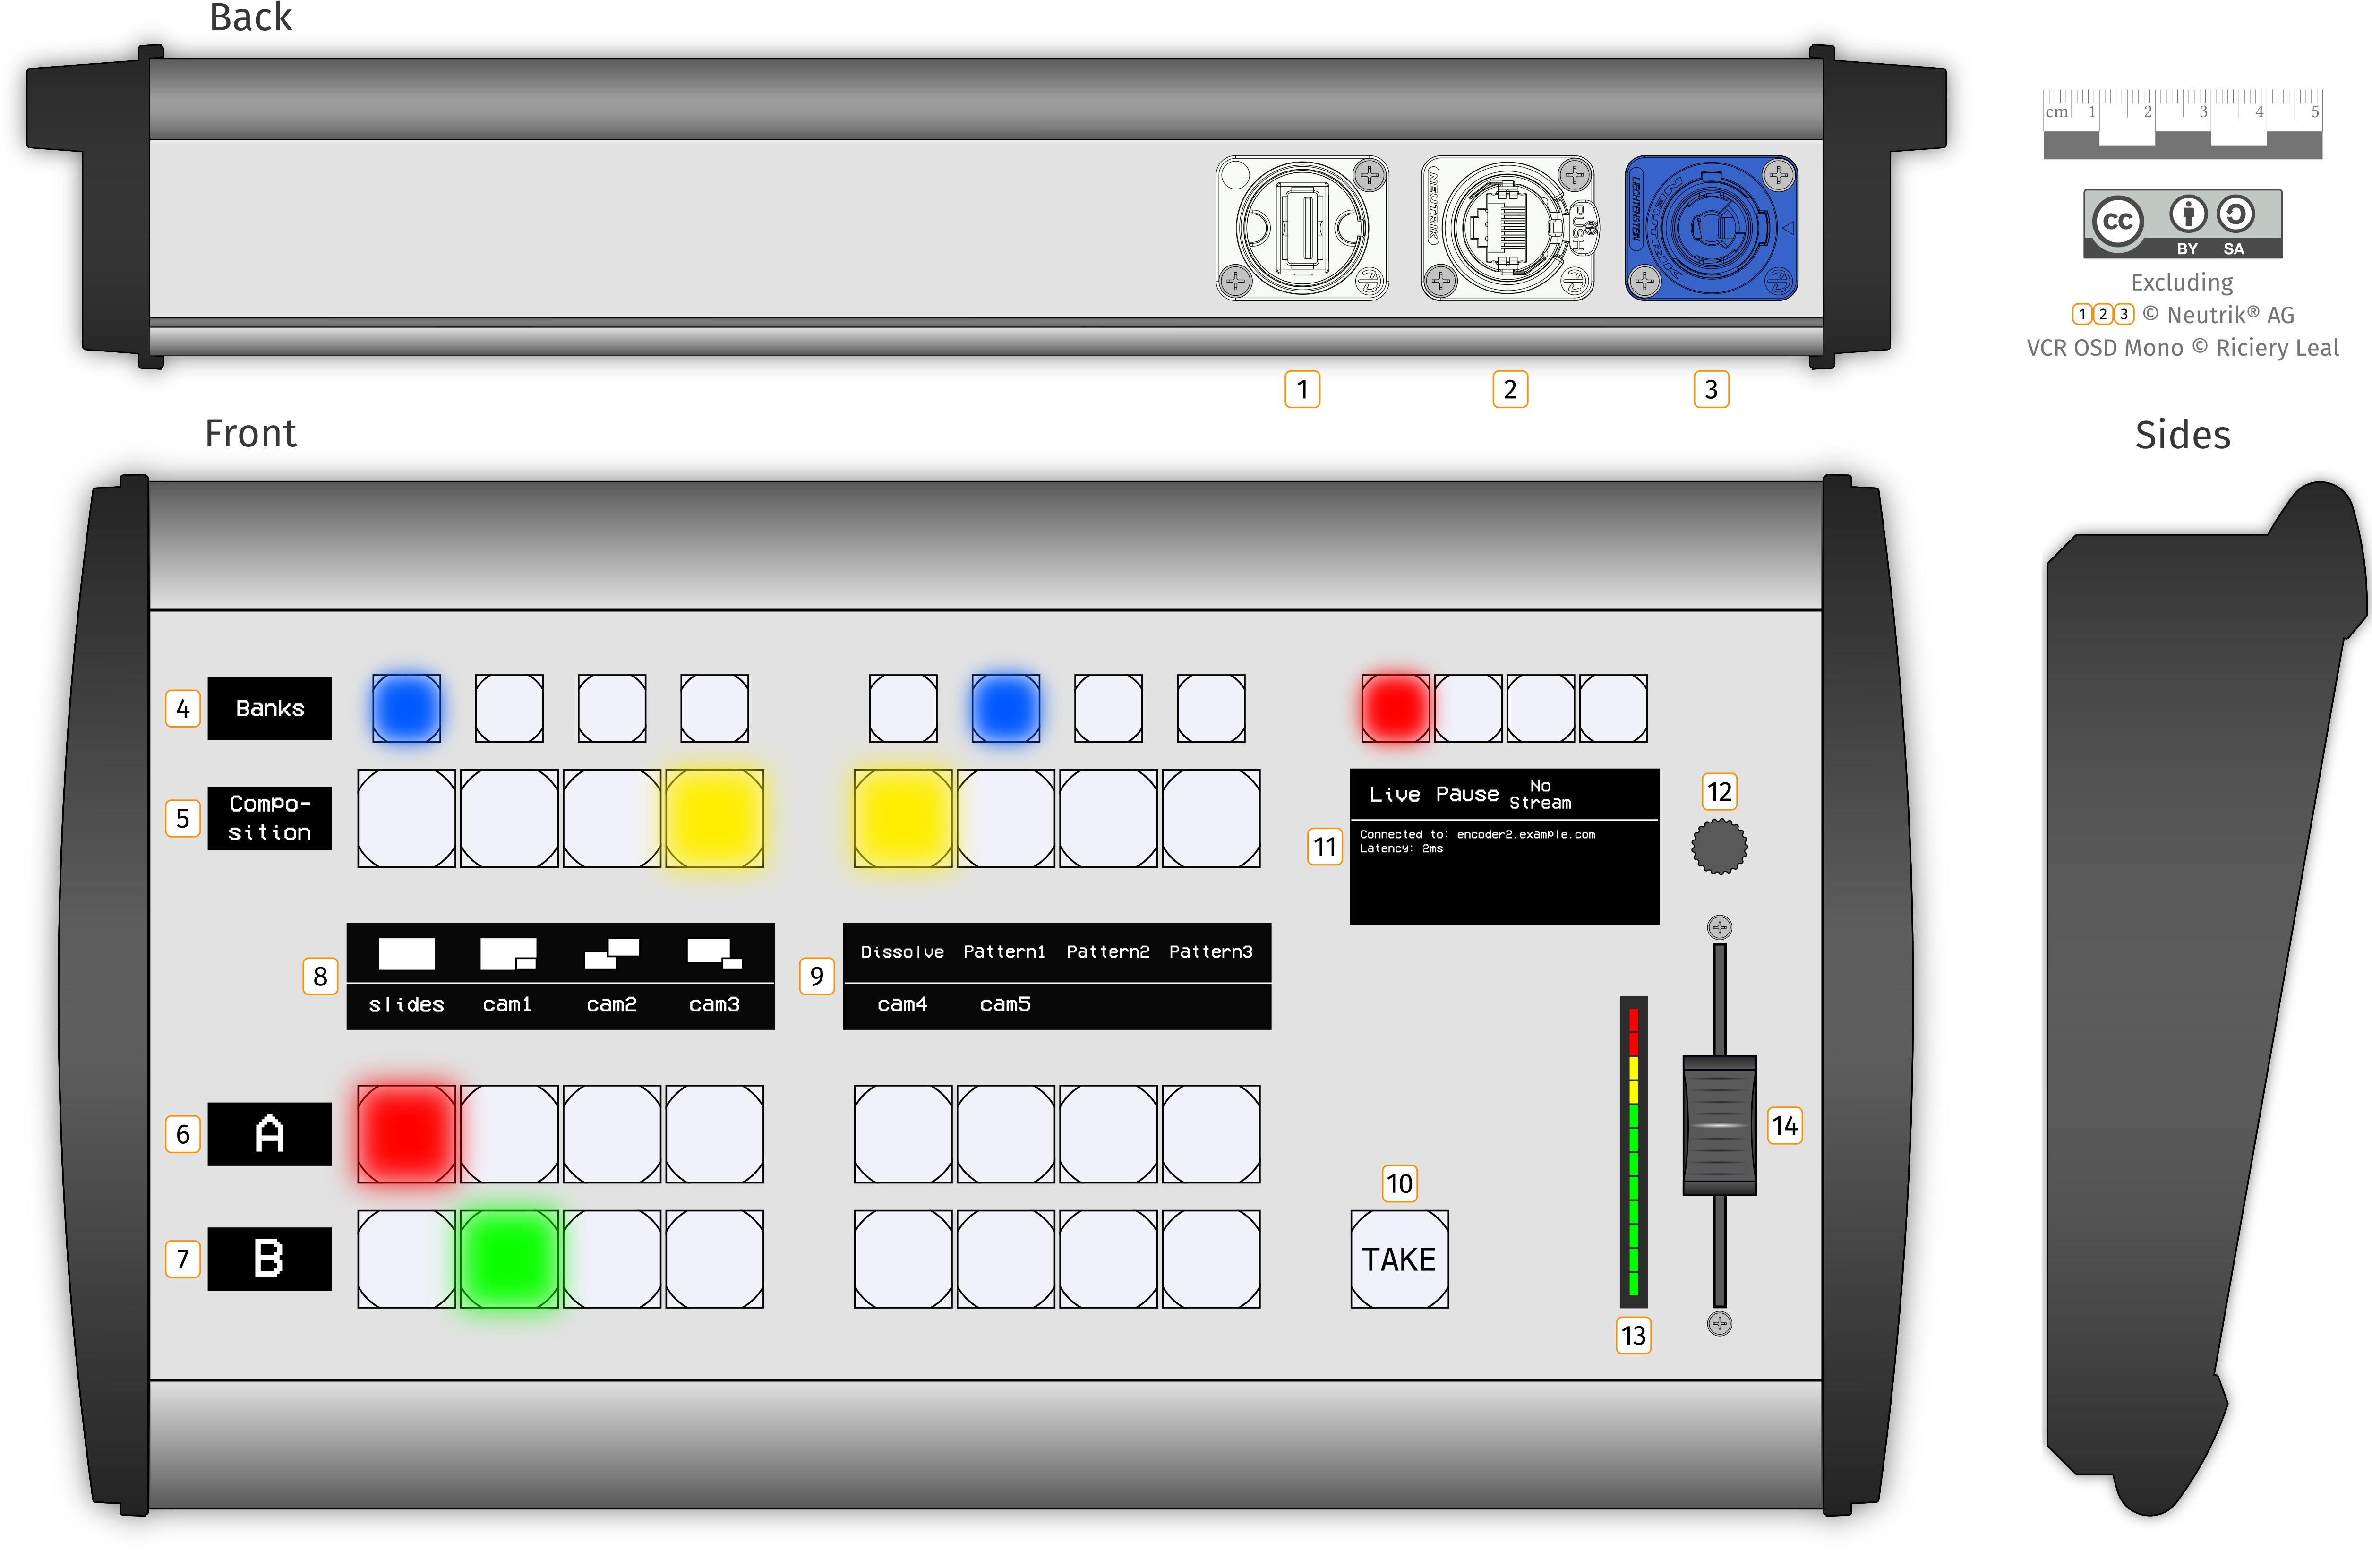 Back
cm 1 2 3 4 5
NEUTRIK
PUSH
LIECHTENSTEIN
NEUTRIK
cc
BY SA
Excluding
1 2 3 © Neutrik® AG
VCR OSD Mono © Riciery Leal
1 2 3
Front
Sides
4 Banks
5 Compo-
sition
Live Pause No
Stream
12
11
Connected to: encoder2.example.com
Latency: 2ms
8
slides cam1 cam2 cam3
9
Dissolve Pattern1 Pattern2 Pattern3
cam4 cam5
6 A
14
10
7 B
TAKE
13